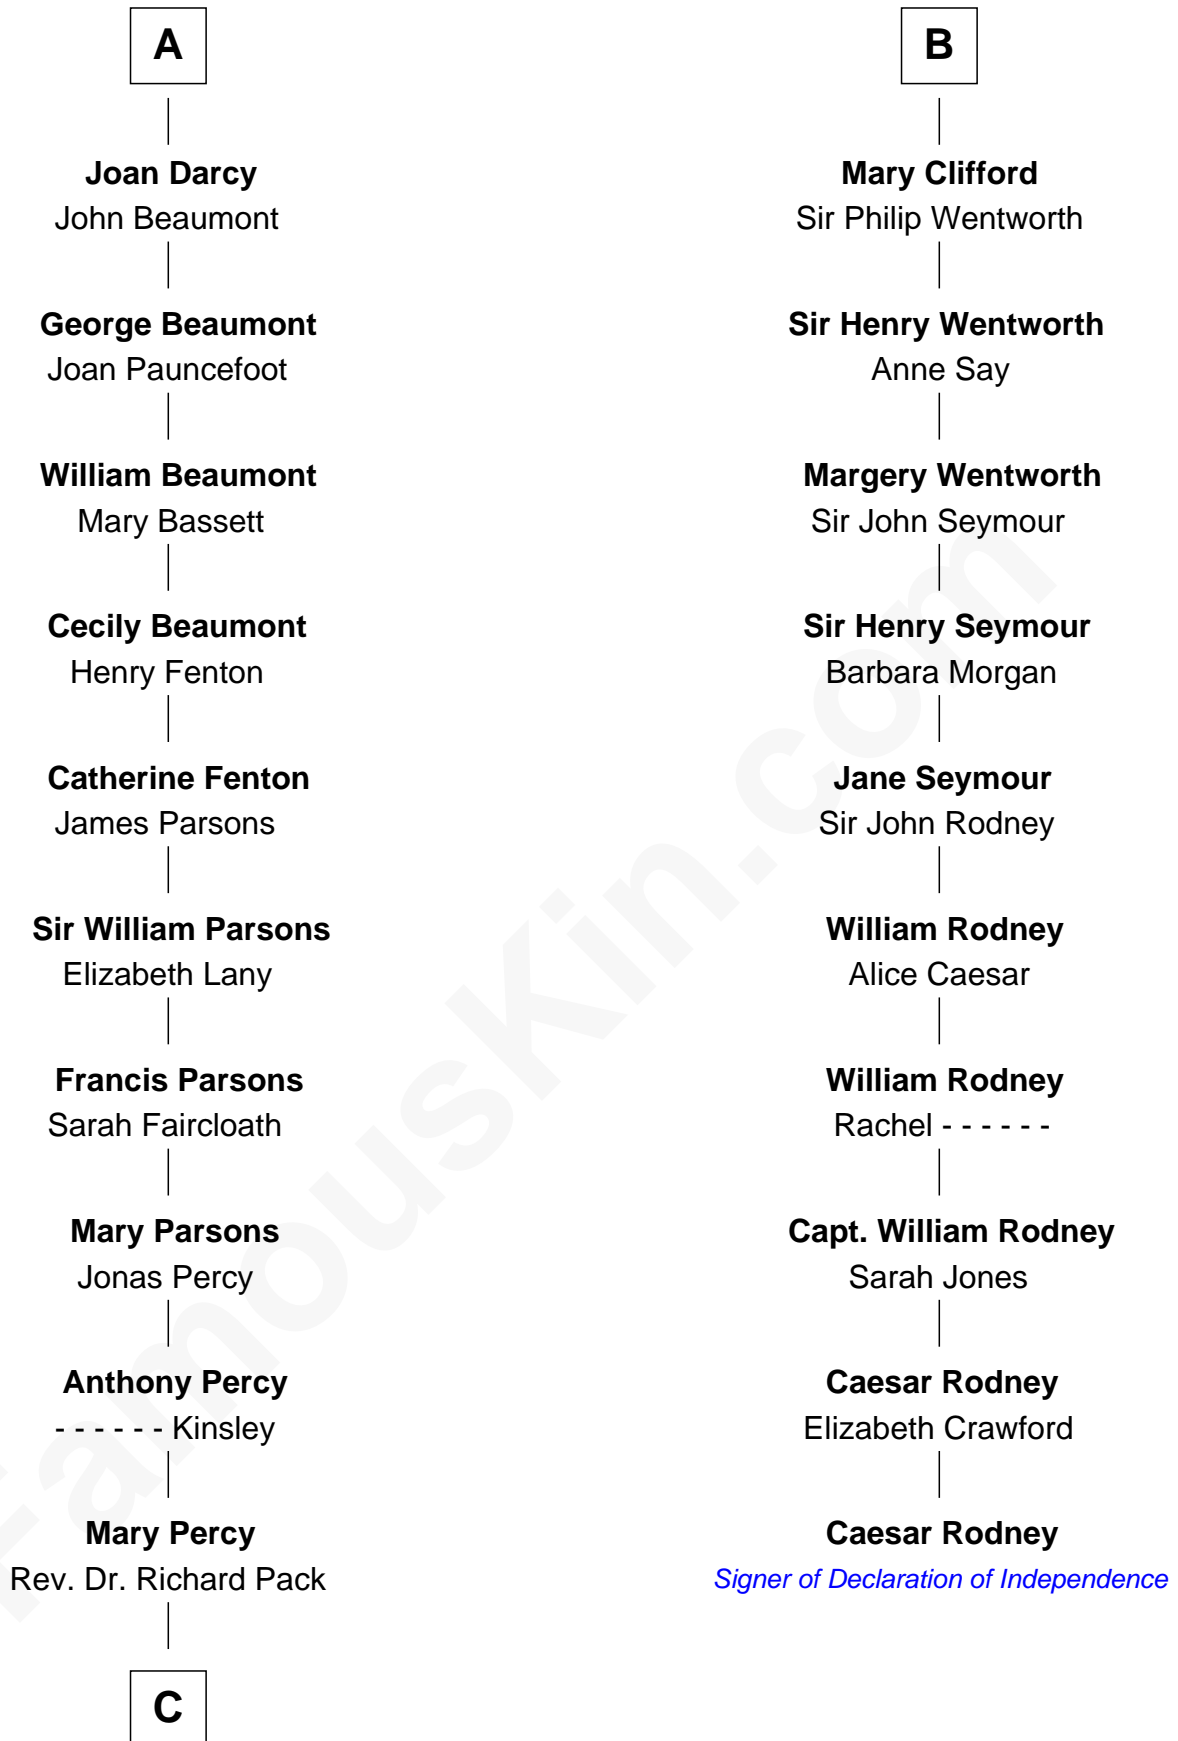 A
Joan Darcy
John Beaumont
George Beaumont
Joan Pauncefoot
William Beaumont
Mary Bassett
Cecily Beaumont
Henry Fenton
Catherine Fenton
James Parsons
Sir William Parsons
Elizabeth Lany
Francis Parsons
Sarah Faircloath
Mary Parsons
Jonas Percy
Anthony Percy
- - - - - - Kinsley
Mary Percy
Rev. Dr. Richard Pack
C
B
Mary Clifford
Sir Philip Wentworth
Sir Henry Wentworth
Anne Say
Margery Wentworth
Sir John Seymour
Sir Henry Seymour
Barbara Morgan
Jane Seymour
Sir John Rodney
William Rodney
Alice Caesar
William Rodney
Rachel - - - - - -
Capt. William Rodney
Sarah Jones
Caesar Rodney
Elizabeth Crawford
Caesar Rodney
Signer of Declaration of Independence
FamousKin.com